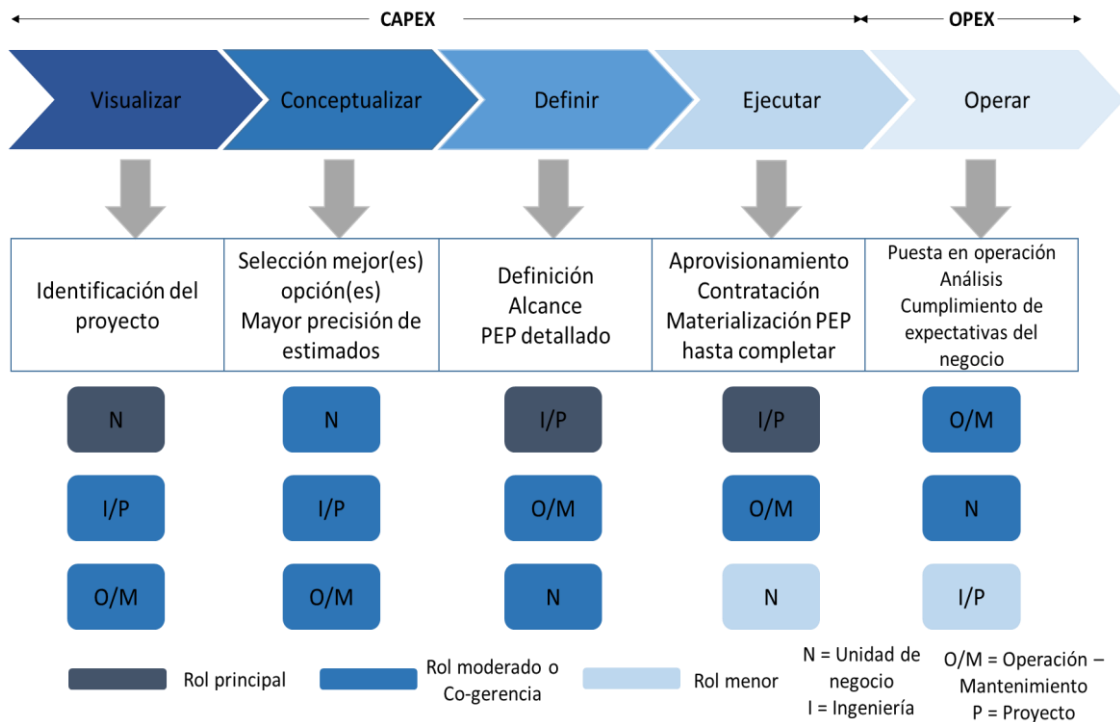 CAPEX
OPEX
Visualizar
Conceptualizar
Definir
Ejecutar
Operar
Identificación del
proyecto
Selección mejor(es)
opción(es)
Mayor precisión de
estimados
Definición
Alcance
PEP detallado
Aprovisionamiento
Contratación
Materialización PEP
hasta completar
Puesta en operación
Análisis
Cumplimiento de
expectativas del
negocio
N
N
I/P
I/P
O/M
I/P
I/P
O/M
O/M
N
O/M
O/M
N
N
I/P
Rol principal
Rol moderado o
Co-gerencia
Rol menor
N = Unidad de
negocio
I = Ingeniería
O/M = Operación –
Mantenimiento
P = Proyecto